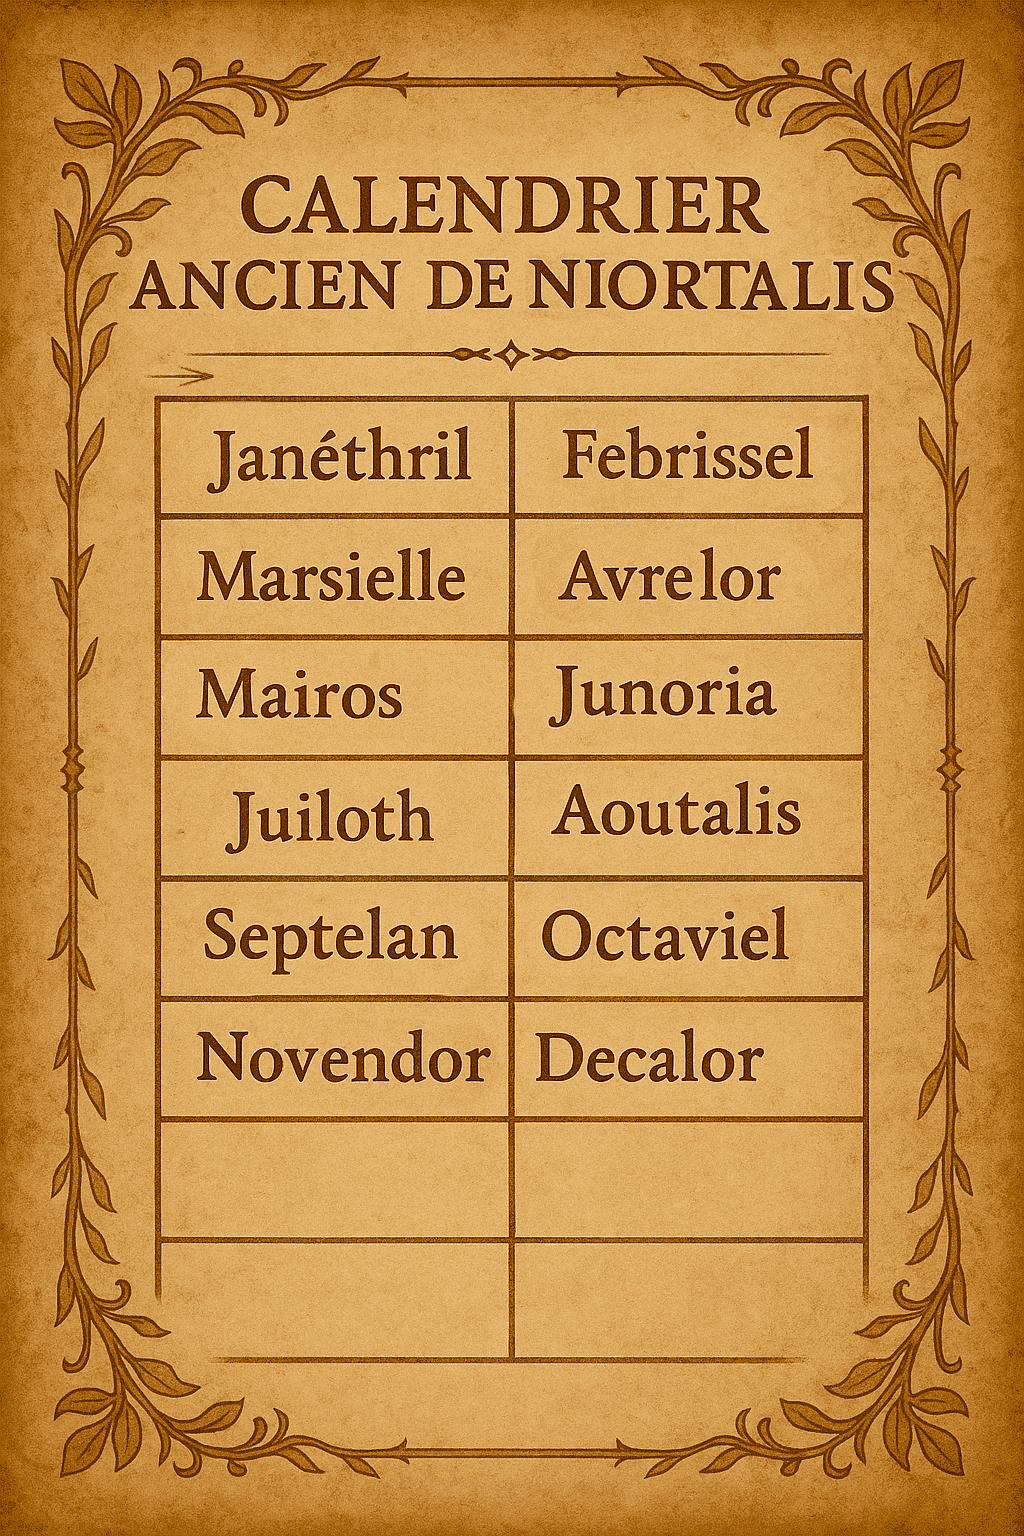 CALENDRIER
ANCIEN DE NIORTALIS
Janéthril Febrissel
Marsielle Avrelor
Mairos Junoria
Juiloth Aoutalis
Septelan Octaviel
Novendor Decalor